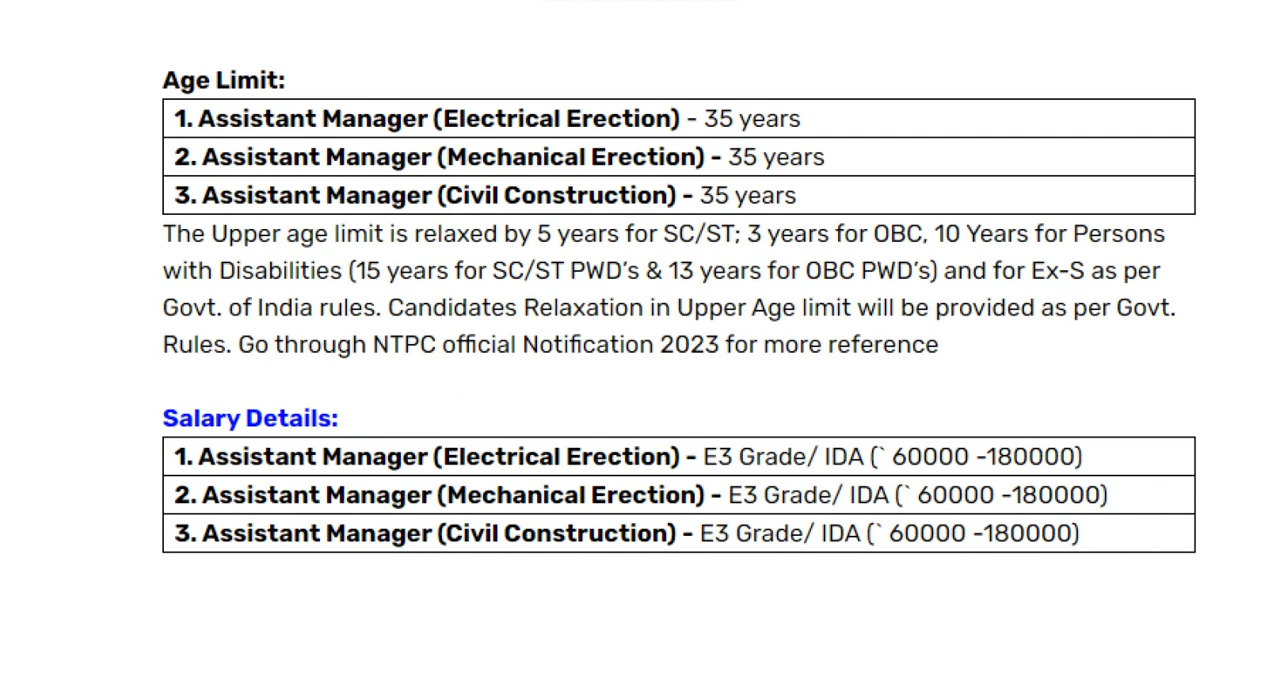 Age Limit:
1. Assistant Manager (Electrical Erection) - 35 years
2. Assistant Manager (Mechanical Erection) - 35 years
3. Assistant Manager (Civil Construction) - 35 years
The Upper age limit is relaxed by 5 years for SC/ST; 3 years for OBC, 10 Years for Persons
with Disabilities (15 years for SC/ST PWD’s & 13 years for OBC PWD’s) and for Ex-S as per
Govt. of India rules. Candidates Relaxation in Upper Age limit will be provided as per Govt.
Rules. Go through NTPC official Notification 2023 for more reference
Salary Details:
1. Assistant Manager (Electrical Erection) - E3 Grade/ IDA (` 60000 -180000)
2. Assistant Manager (Mechanical Erection) - E3 Grade/ IDA (` 60000 -180000)
3. Assistant Manager (Civil Construction) - E3 Grade/ IDA (` 60000 -180000)